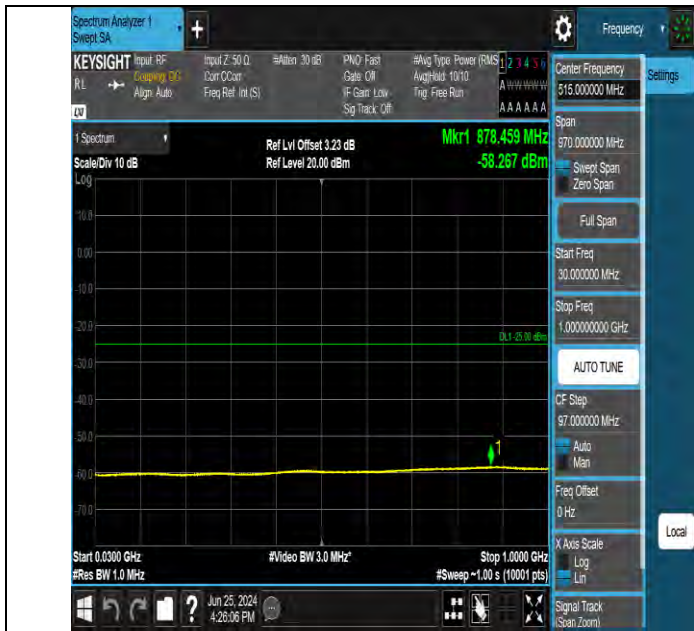 Spectrum Analyzer 1
Swept SA
+
Frequency
KEYSIGHT
RL
Input: RF
Coupling: DC
Align: Auto
Input Z: 50 Ω
Corr CCorr
Freq Ref: Int (S)
#Atten: 30 dB
PNO: Fast
Gate: Off
IF Gain: Low
Sig Track: Off
#Avg Type: Power (RMS
Avg|Hold: 10/10
Trig: Free Run
1 2 3 4 5 6
A W W W W W
A A A A A A
LXI
1 Spectrum
Scale/Div 10 dB
Ref Lvl Offset 3.23 dB
Ref Level 20.00 dBm
Mkr1 878.459 MHz
-58.267 dBm
Log
10.0
0.00
-10.0
-20.0
DL1 -25.00 dBm
-30.0
-40.0
-50.0
1
-60.0
-70.0
Start 0.0300 GHz
#Res BW 1.0 MHz
#Video BW 3.0 MHz*
Stop 1.0000 GHz
#Sweep ~1.00 s (10001 pts)
Center Frequency
515.000000 MHz
Settings
Span
970.000000 MHz
Swept Span
Zero Span
Full Span
Start Freq
30.000000 MHz
Stop Freq
1.000000000 GHz
AUTO TUNE
CF Step
97.000000 MHz
Auto
Man
Freq Offset
0 Hz
X Axis Scale
Log
Lin
Local
Signal Track
(Span Zoom)
?
Jun 25, 2024
4:26:06 PM